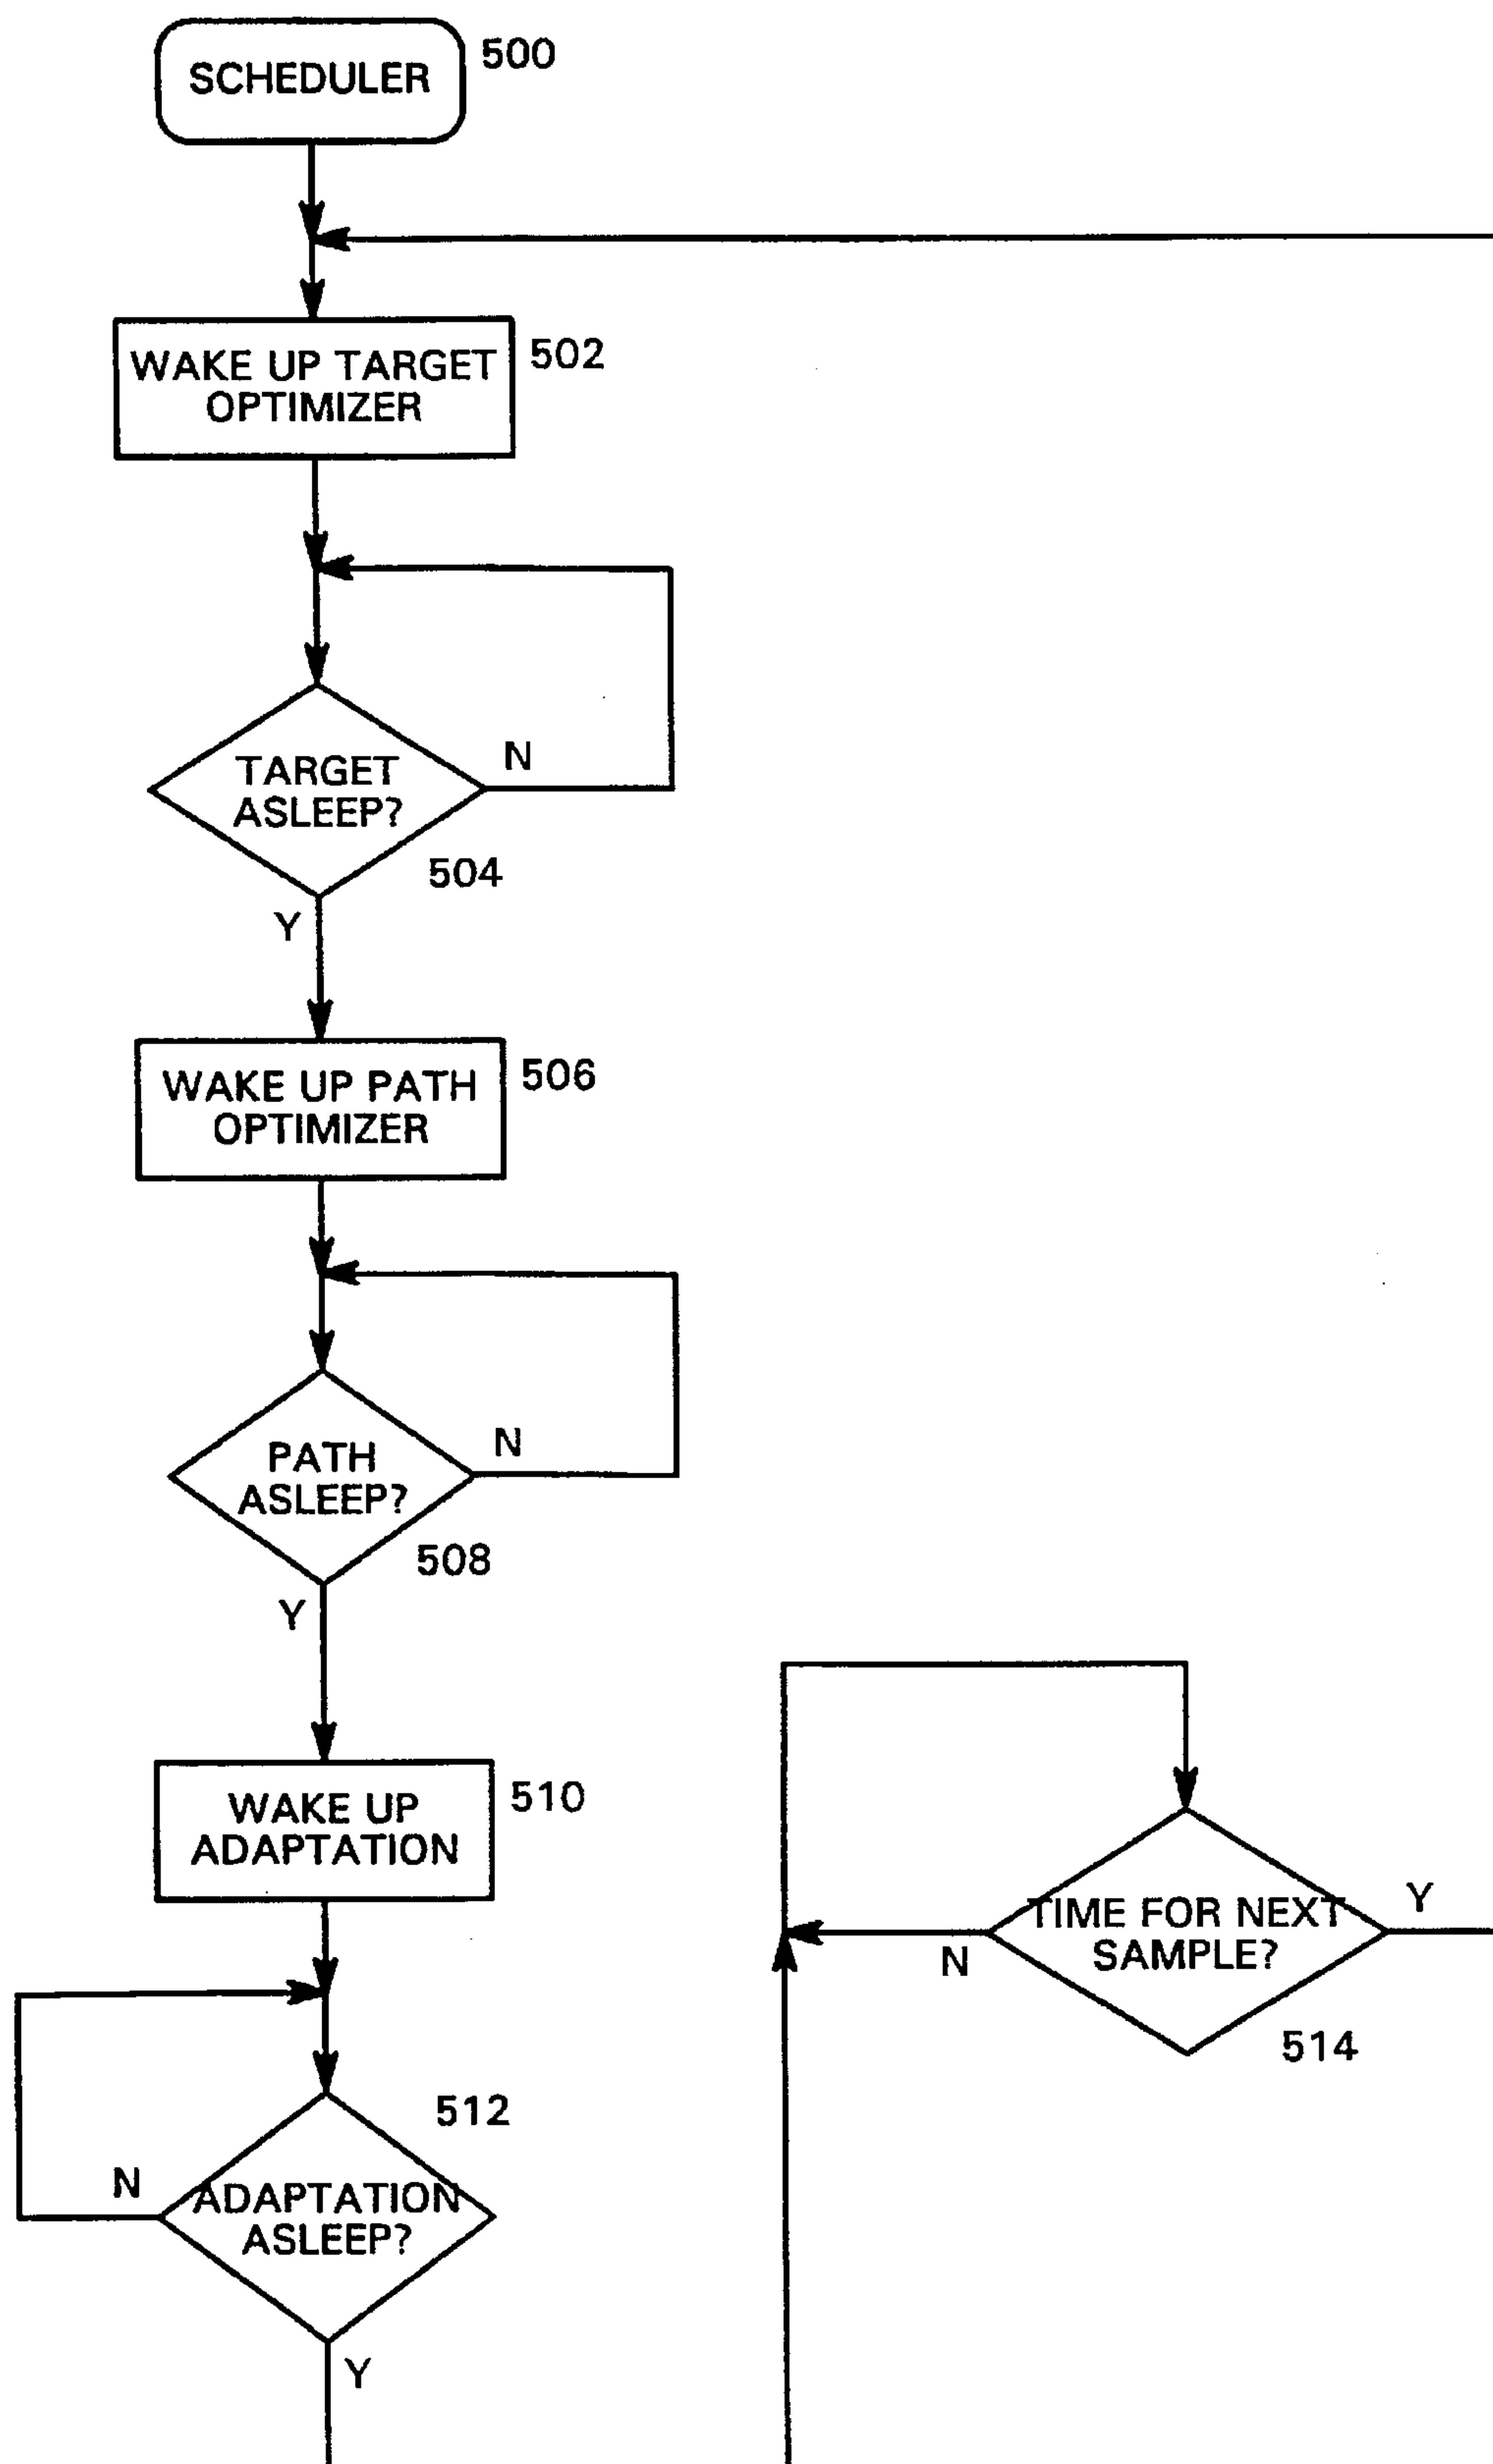 SCHEDULER
500
WAKE UP TARGET
OPTIMIZER
502
TARGET
ASLEEP?
N
504
Y
WAKE UP PATH
OPTIMIZER
506
PATH
ASLEEP?
N
508
Y
WAKE UP
ADAPTATION
510
512
N
ADAPTATION
ASLEEP?
Y
TIME FOR NEXT
SAMPLE?
Y
N
514